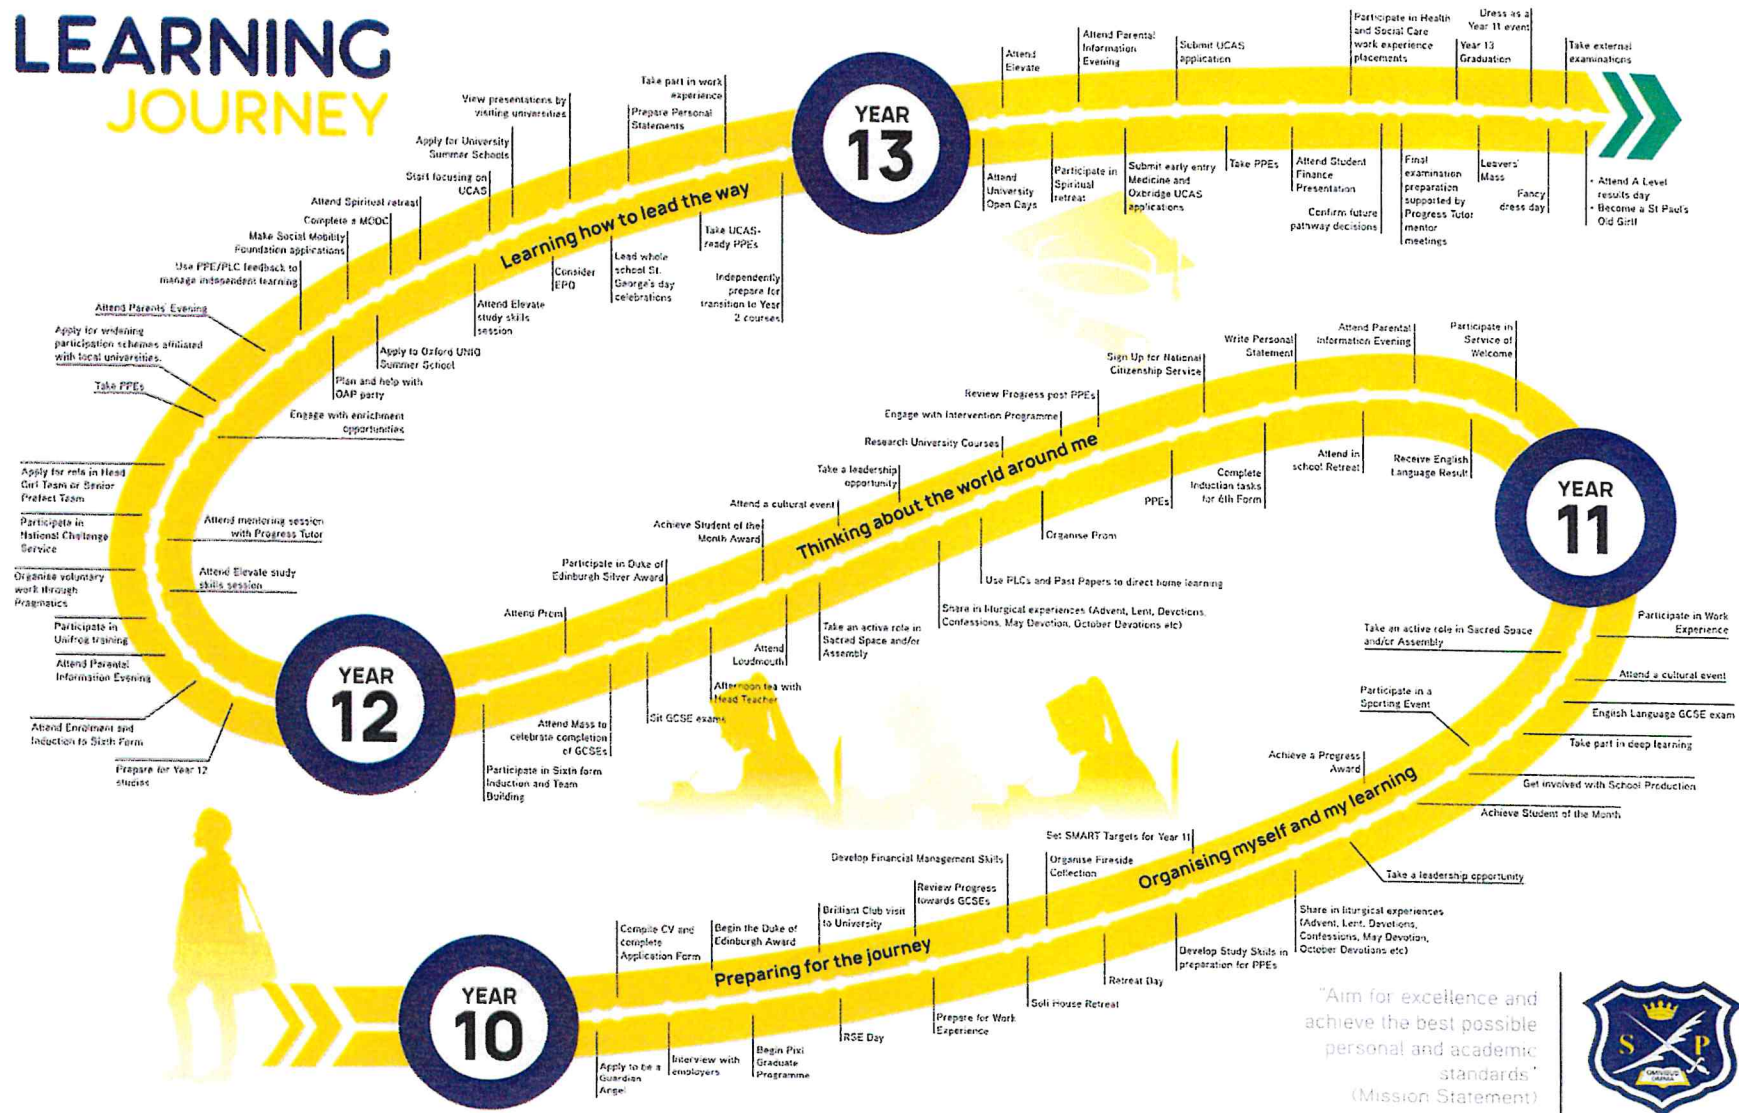 LEARNING
JOURNEY
YEAR
13
Attend
Elevate
Attend Parental
Information
Evening
Submit UCAS
application
Participate in Health
and Social Care
work experience
placements
Year 13
Graduation
Dress as a
Year 11 event
Take external
examinations
Attend
University
Open Days
Participate in
Spiritual
retreat
Submit early entry
Medicine and
Oxbridge UCAS
applications
Take PPEs
Attend Student
Finance
Presentation
Confirm future
pathway decisions
Final
examination
preparation
supported by
Progress Tutor
mentor
meetings
Leavers'
Mass
Fancy
dress day
• Attend A Level
results day
• Become a St Paul's
Old Girl!
Take part in work
experience
Prepare Personal
Statements
View presentations by
visiting universities
Apply for University
Summer Schools
Start focusing on
UCAS
Attend Spiritual retreat
Complete a MOOC
Make Social Mobility
Foundation applications
Use PPE/PLC feedback to
manage independent learning
Attend Parents' Evening
Apply for widening
participation schemes affiliated
with local universities.
Take PPEs
Learning how to lead the way
Independently
prepare for
transition to Year
2 courses
Take UCAS-
ready PPEs
Lead whole
school St.
George's day
celebrations
Consider
EPQ
Attend Elevate
study skills
session
Apply to Oxford UNIQ
Summer School
Plan and help with
OAP party
Engage with enrichment
opportunities
Apply for role in Head
Girl Team or Senior
Prefect Team
Participate in
National Challenge
Service
Organise voluntary
work through
Pragmatics
Participate in
Unifrog training
Attend Parental
Information Evening
Attend Enrolment and
Induction to Sixth Form
Prepare for Year 12
studies
Attend mentoring session
with Progress Tutor
Attend Elevate study
skills session
YEAR
12
Attend Prom
Participate in Duke of
Edinburgh Silver Award
Achieve Student of the
Month Award
Attend a cultural event
Take a leadership
opportunity
Research University Courses
Engage with Intervention Programme
Review Progress post PPEs
Sign Up for National
Citizenship Service
Write Personal
Statement
Attend Parental
Information Evening
Participate in
Service of
Welcome
Thinking about the world around me
Participate in Sixth form
Induction and Team
Building
Attend Mass to
celebrate completion
of GCSEs
Sit GCSE exams
Afternoon tea with
Head Teacher
Attend
Loudmouth
Take an active role in
Sacred Space and/or
Assembly
Share in liturgical experiences (Advent, Lent, Devotions,
Confessions, May Devotion, October Devotions etc)
Use PLCs and Past Papers to direct home learning
Organise Prom
PPEs
Complete
Induction tasks
for 6th Form
Attend in
school Retreat
Receive English
Language Result
YEAR
11
Take an active role in Sacred Space
and/or Assembly
Participate in a
Sporting Event
Achieve a Progress
Award
Set SMART Targets for Year 11
Organise Fireside
Collection
Develop Financial Management Skills
Review Progress
towards GCSEs
Brilliant Club visit
to University
Begin the Duke of
Edinburgh Award
Compile CV and
complete
Application Form
Participate in Work
Experience
Attend a cultural event
English Language GCSE exam
Take part in deep learning
Get involved with School Production
Achieve Student of the Month
Take a leadership opportunity
Organising myself and my learning
Share in liturgical experiences
(Advent, Lent, Devotions,
Confessions, May Devotion,
October Devotions etc)
Develop Study Skills in
preparation for PPEs
Retreat Day
Soli House Retreat
Prepare for Work
Experience
RSE Day
Begin Pixl
Graduate
Programme
Interview with
employers
Apply to be a
Guardian
Angel
Preparing for the journey
YEAR
10
"Aim for excellence and
achieve the best possible
personal and academic
standards"
(Mission Statement)
S P
OMNIBUS
OMNIA